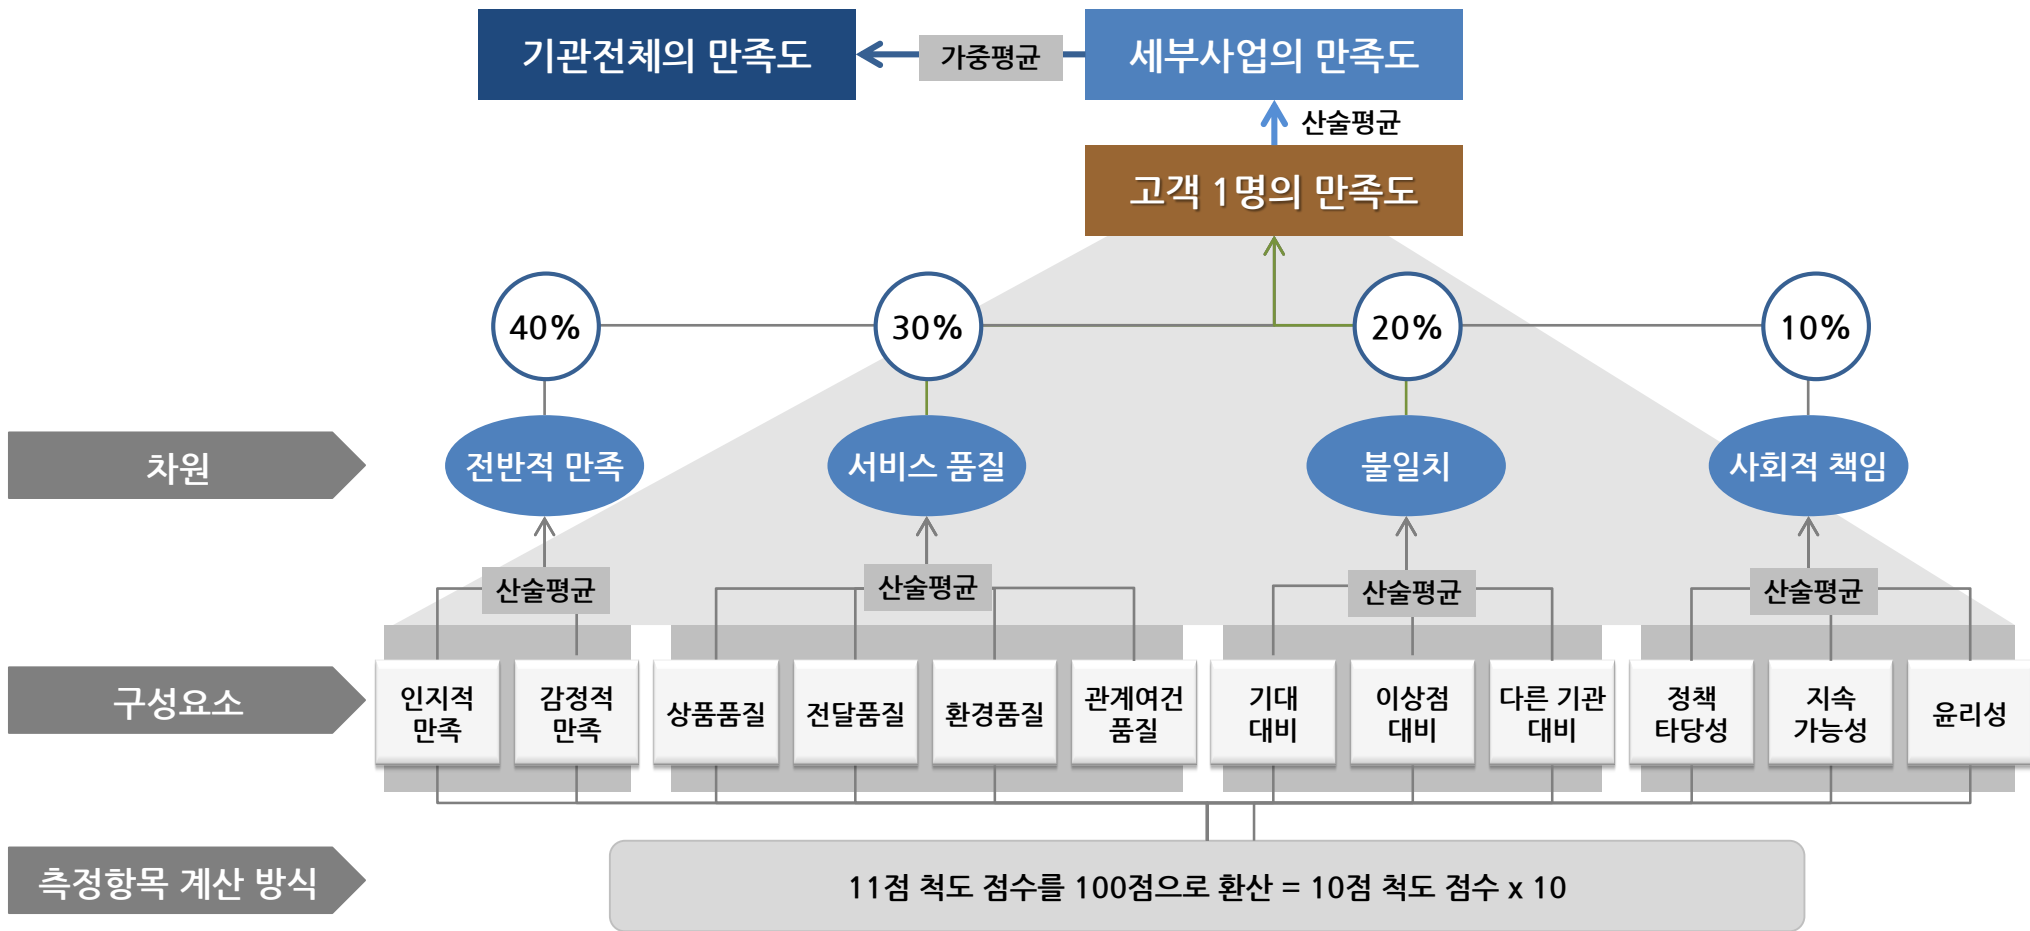 기관전체의 만족도
가중평균
세부사업의 만족도
산술평균
고객 1명의 만족도
40%
30%
20%
10%
차원
전반적 만족
서비스 품질
불일치
사회적 책임
산술평균
산술평균
산술평균
산술평균
구성요소
인지적
만족
감정적
만족
상품품질
전달품질
환경품질
관계여건
품질
기대
대비
이상점
대비
다른 기관
대비
정책
타당성
지속
가능성
윤리성
측정항목 계산 방식
11점 척도 점수를 100점으로 환산 = 10점 척도 점수 x 10